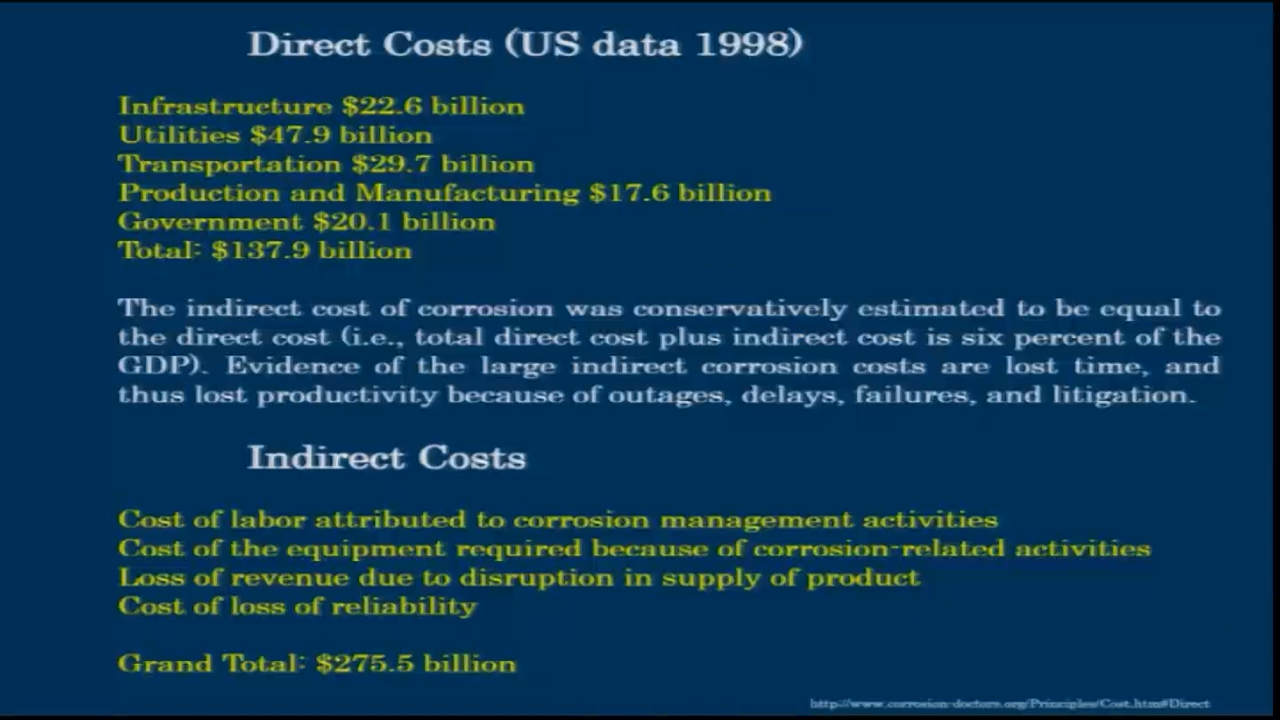 Direct Costs (US data 1998)
Infrastructure $22.6 billion
Utilities $47.9 billion
Transportation $29.7 billion
Production and Manufacturing $17.6 billion
Government $20.1 billion
Total: $137.9 billion
The indirect cost of corrosion was conservatively estimated to be equal to
the direct cost (i.e., total direct cost plus indirect cost is six percent of the
GDP). Evidence of the large indirect corrosion costs are lost time, and
thus lost productivity because of outages, delays, failures, and litigation.
Indirect Costs
Cost of labor attributed to corrosion management activities
Cost of the equipment required because of corrosion-related activities
Loss of revenue due to disruption in supply of product
Cost of loss of reliability
Grand Total: $275.5 billion
http://www.corrosion-doctors.org/Principles/Cost.htm#Direct